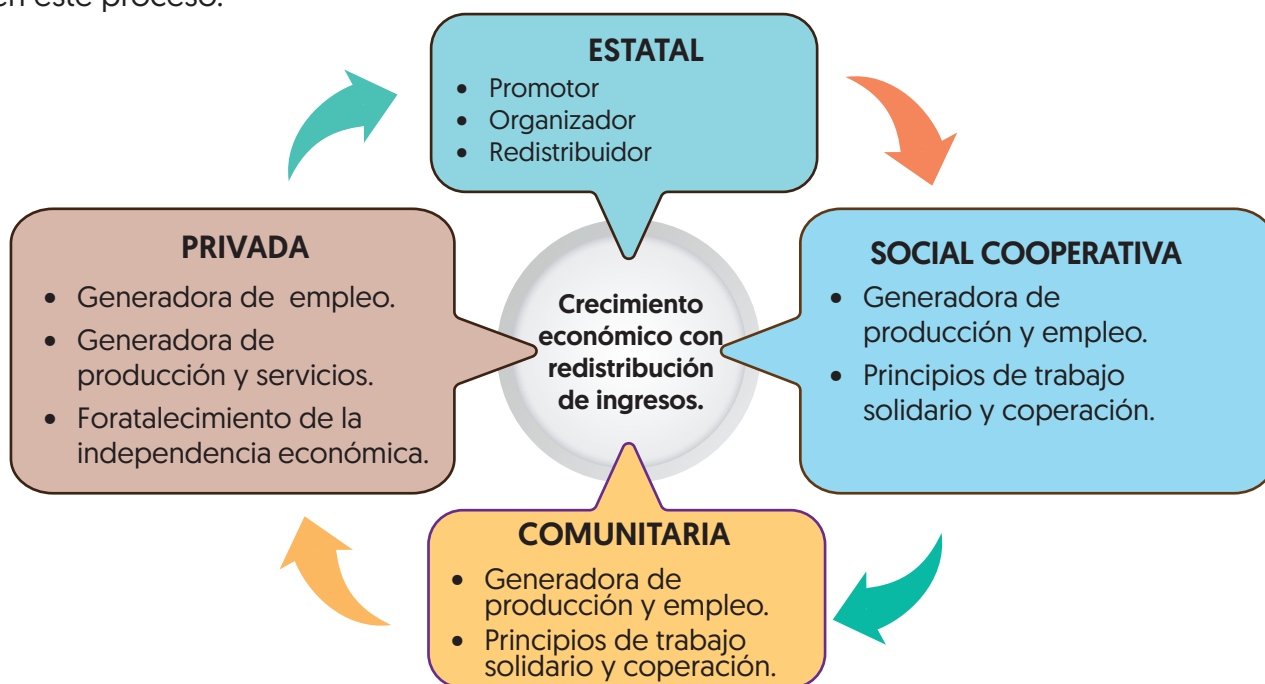 en este proceso.
ESTATAL
• Promotor
• Organizador
• Redistribuidor
PRIVADA
• Generadora de empleo.
• Generadora de
producción y servicios.
• Foratalecimiento de la
independencia económica.
Crecimiento
económico con
redistribución
de ingresos.
SOCIAL COOPERATIVA
• Generadora de
producción y empleo.
• Principios de trabajo
solidario y coperación.
COMUNITARIA
• Generadora de
producción y empleo.
• Principios de trabajo
solidario y coperación.